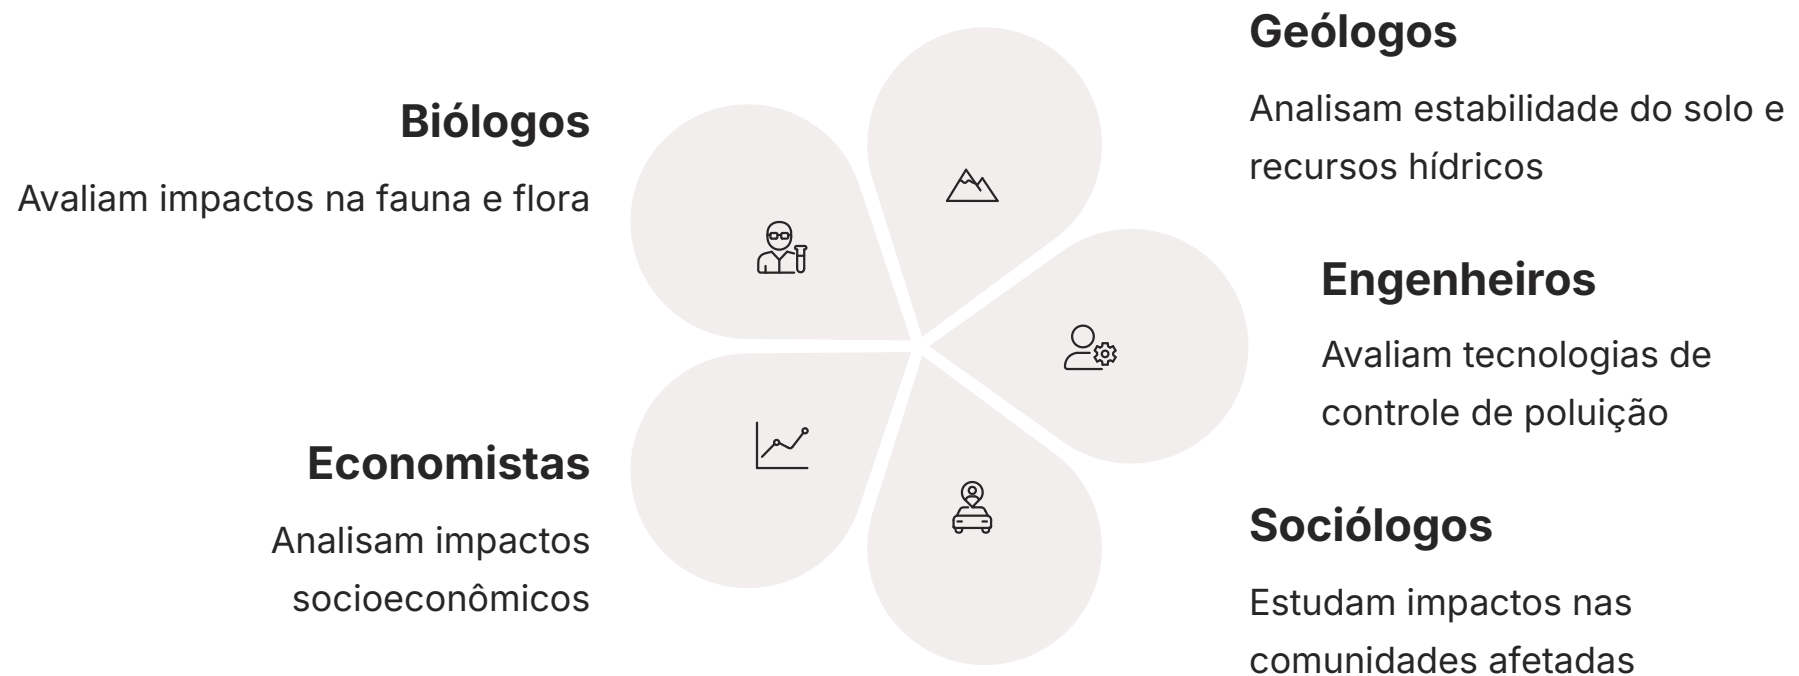 Biólogos
Avaliam impactos na fauna e flora
Economistas
Analisam impactos
socioeconômicos
Geólogos
Analisam estabilidade do solo e
recursos hídricos
Engenheiros
Avaliam tecnologias de
controle de poluição
Sociólogos
Estudam impactos nas
comunidades afetadas